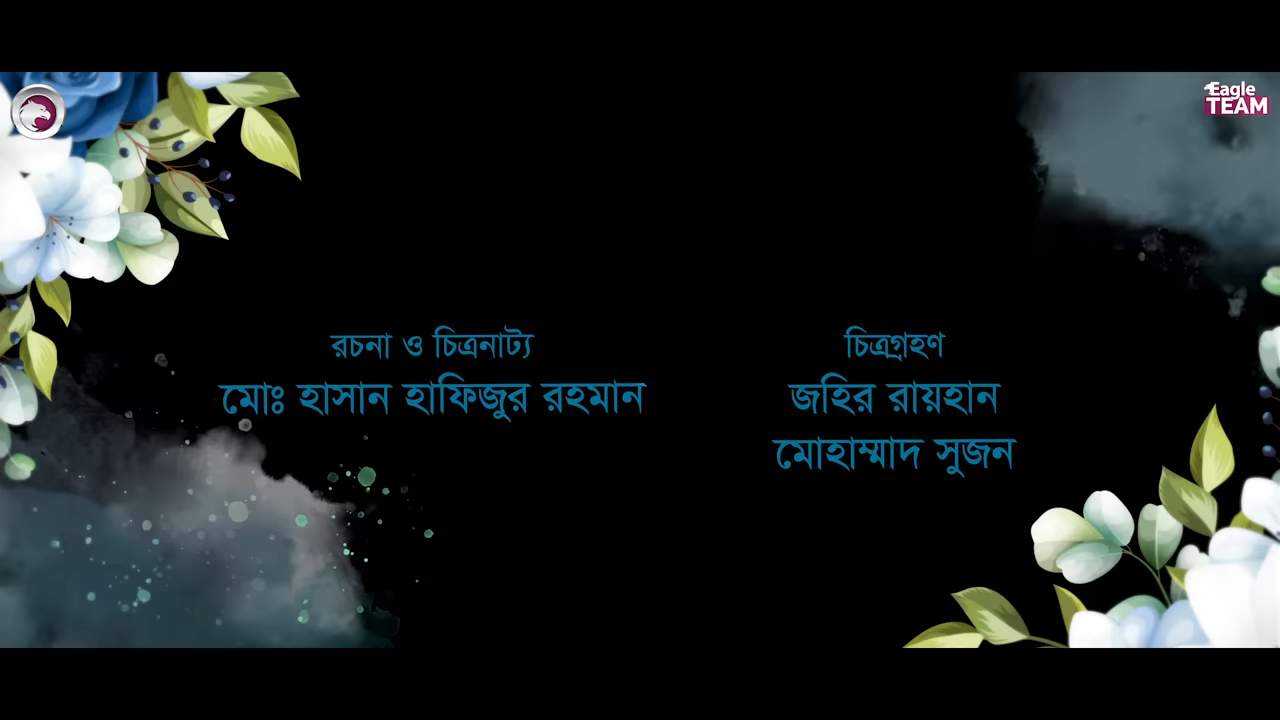 Eagle
TEAM
রচনা ও চিত্রনাট্য
মোঃ হাসান হাফিজুর রহমান
চিত্রগ্রহণ
জহির রায়হান
মোহাম্মাদ সুজন